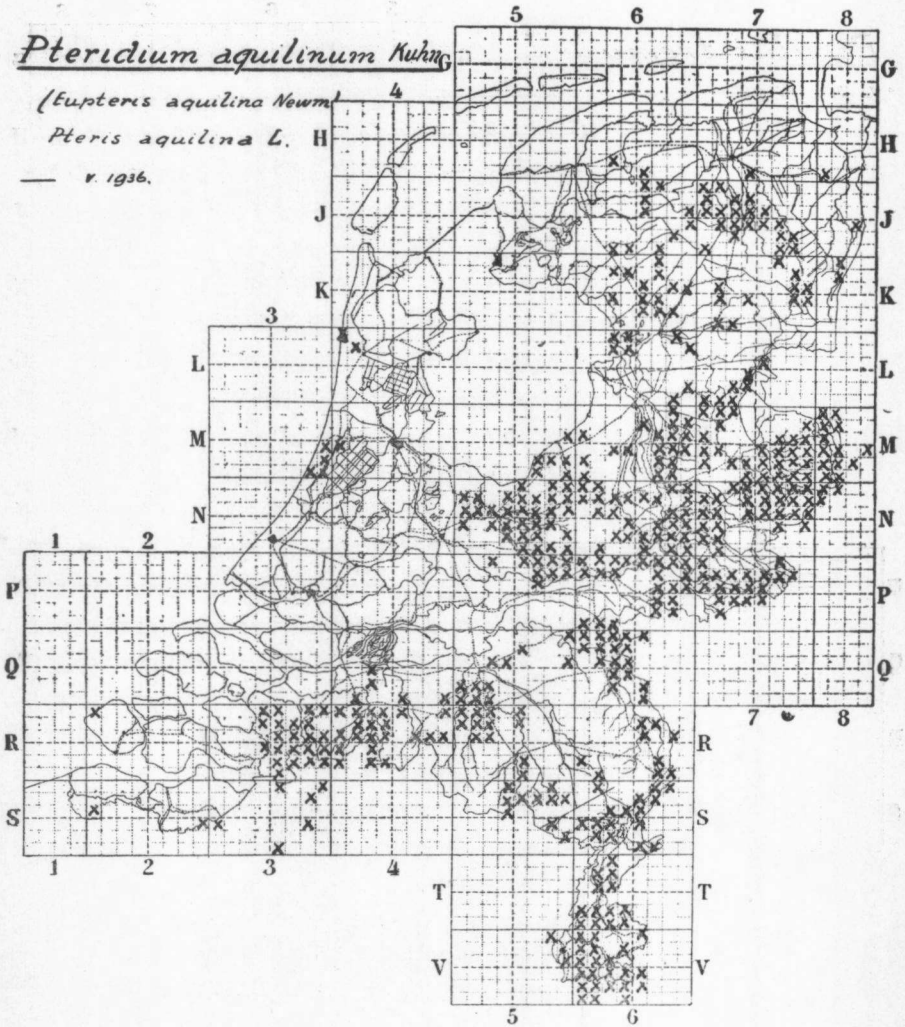 Pteridium aquilinum Kuhn
(Eupteris aquilina Newm)
Pteris aquilina L.
— v. 1936.
5 6 7 8
G G
4
H H
J J
K K
3
L L
M M
N N
1 2
P P
Q Q
7 8
R R
S S
1 2 3 4
T
V V
5 6